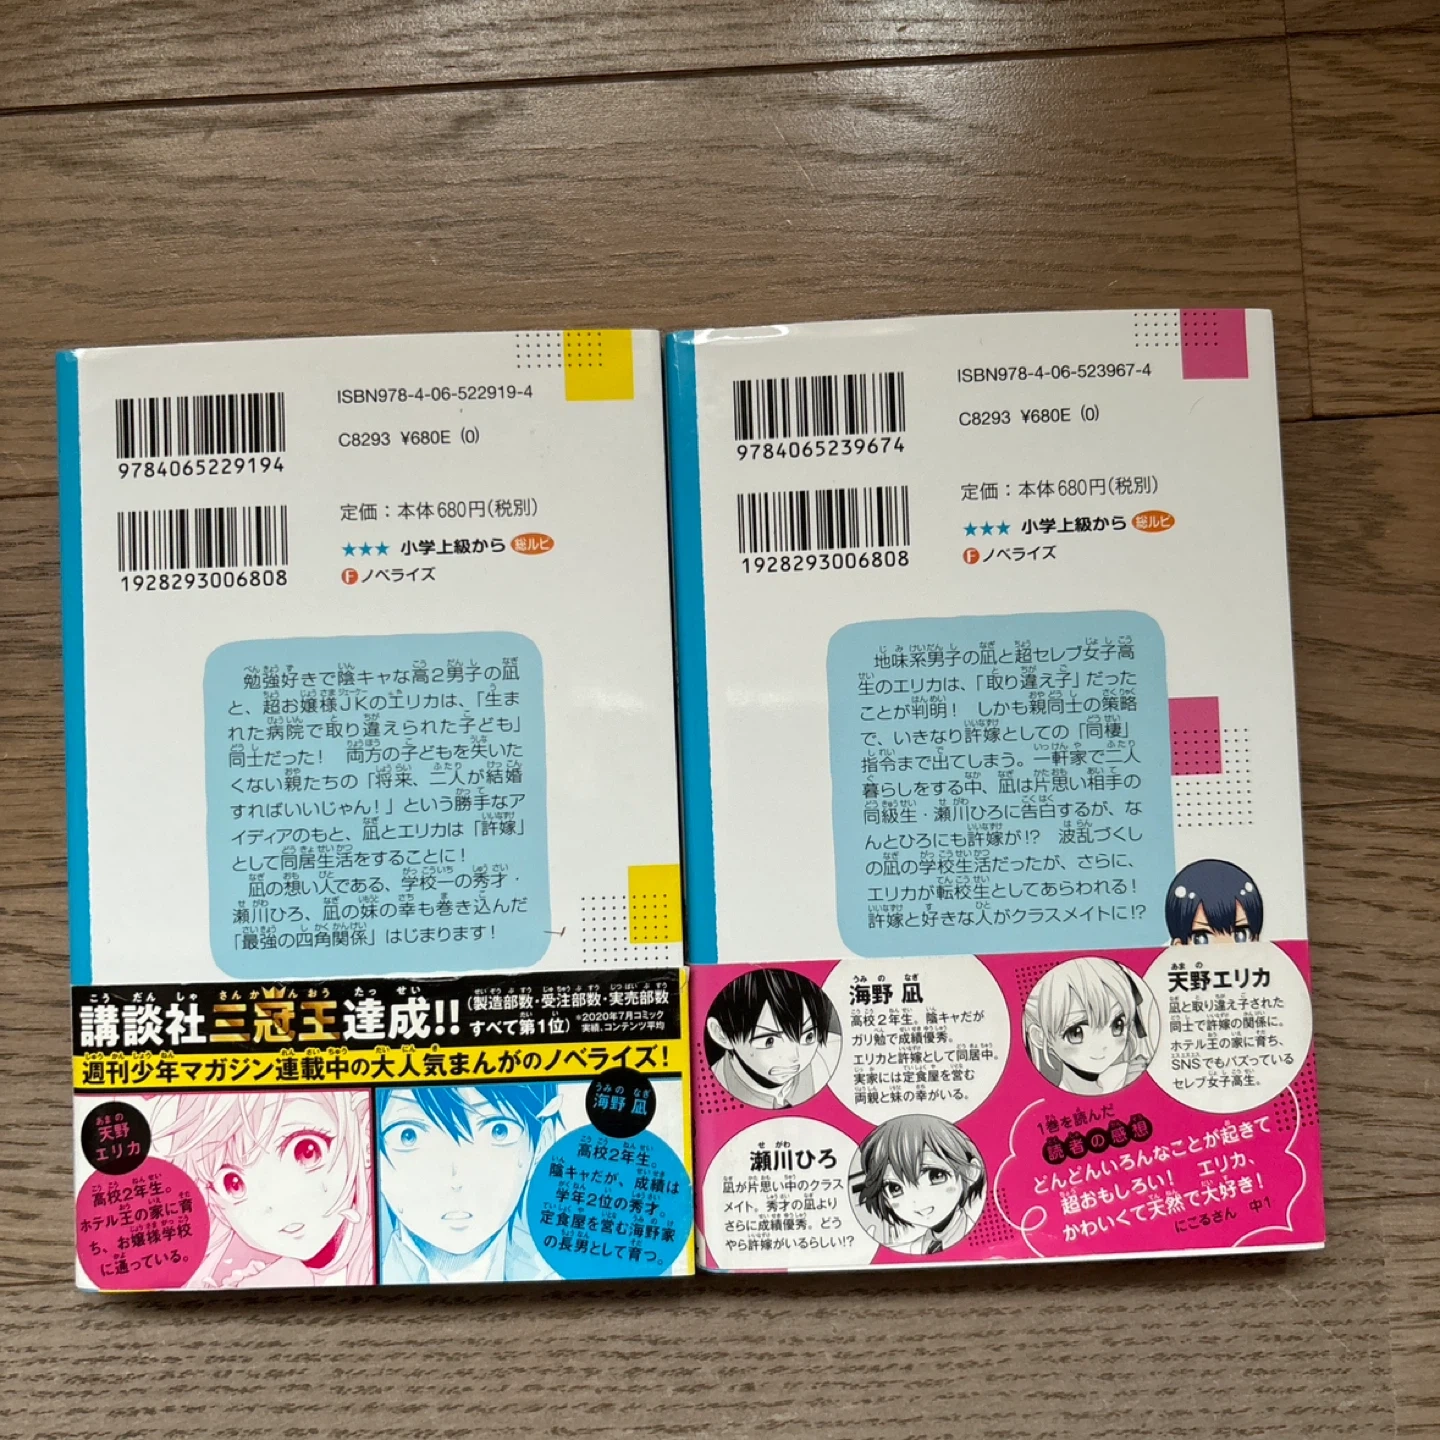 ISBN978-4-06-522919-4
C8293 ¥680E (0)
9784065229194
定価：本体680円(税別)
★★★ 小学上級から 総ルビ
F ノベライズ
1928293006808
勉強好きで陰キャな高2男子の凪
と、超お嬢様JKのエリカは、「生ま
れた病院で取り違えられた子ども」
同士だった！ 両方の子どもを失いた
くない親たちの「将来、二人が結婚
すればいいじゃん！」という勝手なア
イディアのもと、凪とエリカは「許嫁」
として同居生活をすることに！
凪の想い人である、学校一の秀才・
瀬川ひろ、凪の妹の幸も巻き込んだ
「最強の四角関係」はじまります！
講談社三冠王達成!!
(製造部数・受注部数・実売部数
すべて第1位)
※2020年7月コミック
実績、コンテンツ平均
週刊少年マガジン連載中の大人気まんがのノベライズ！
天野
エリカ
高校2年生。
ホテル王の家に育
ち、お嬢様学校
に通っている。
海野 凪
高校2年生。
陰キャだが、成績は
学年2位の秀才。
定食屋を営む海野家
の長男として育つ。
ISBN978-4-06-523967-4
C8293 ¥680E (0)
9784065239674
定価：本体680円(税別)
★★★ 小学上級から 総ルビ
F ノベライズ
1928293006808
地味系男子の凪と超セレブ女子高
生のエリカは、「取り違え子」だった
ことが判明！ しかも親同士の策略
で、いきなり許嫁としての「同棲」
指令まで出てしまう。一軒家で二人
暮らしをする中、凪は片思い相手の
同級生・瀬川ひろに告白するが、な
んとひろにも許嫁が!? 波乱づくし
の凪の学校生活だったが、さらに、
エリカが転校生としてあらわれる！
許嫁と好きな人がクラスメイトに!?
海野 凪
高校2年生。陰キャだが
ガリ勉で成績優秀。
エリカと許嫁として同居中。
実家には定食屋を営む
両親と妹の幸がいる。
天野エリカ
凪と取り違え子された
同士で許嫁の関係に。
ホテル王の家に育ち、
SNSでもバズっている
セレブ女子高生。
瀬川ひろ
凪が片思い中のクラス
メイト。秀才の凪より
さらに成績優秀。どう
やら許嫁がいるらしい!?
1巻を読んだ
読者の感想
どんどんいろんなことが起きて
超おもしろい！ エリカ、
かわいくて天然で大好き！
にこるさん 中1